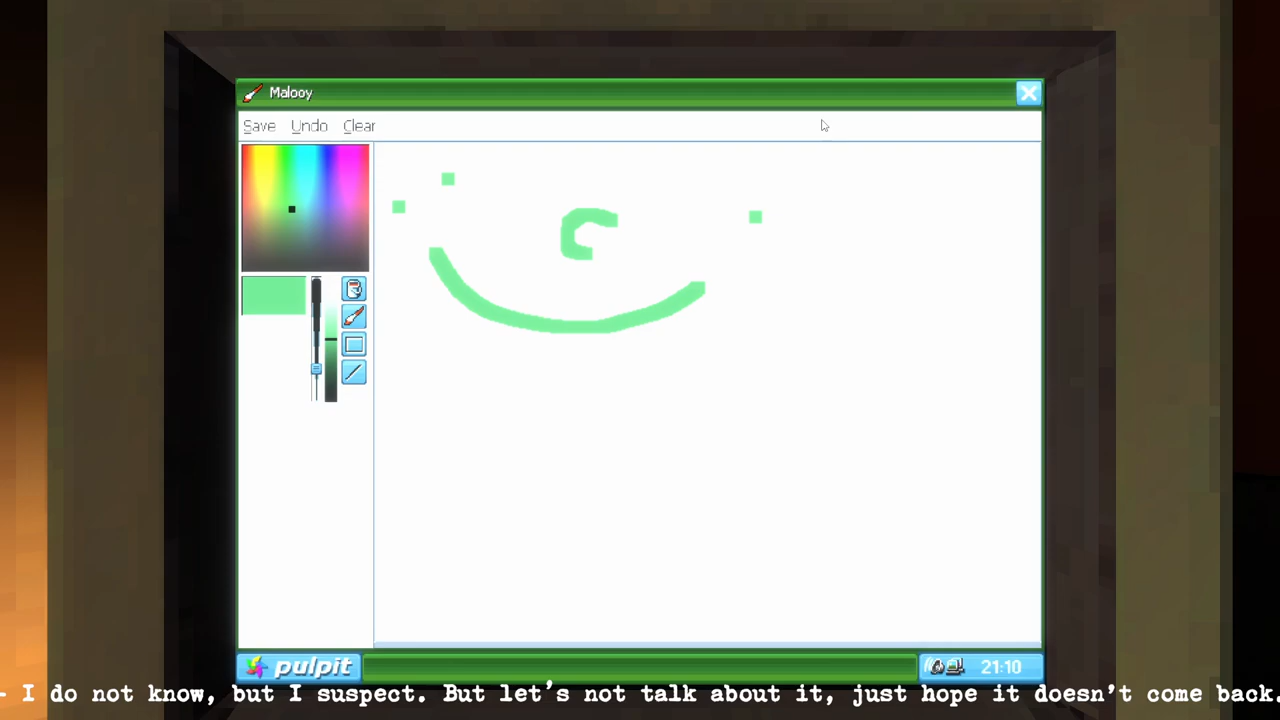 Malooy
Save Undo Clear
pulpit
21:10
- I do not know, but I suspect. But let's not talk about it, just hope it doesn't come back.